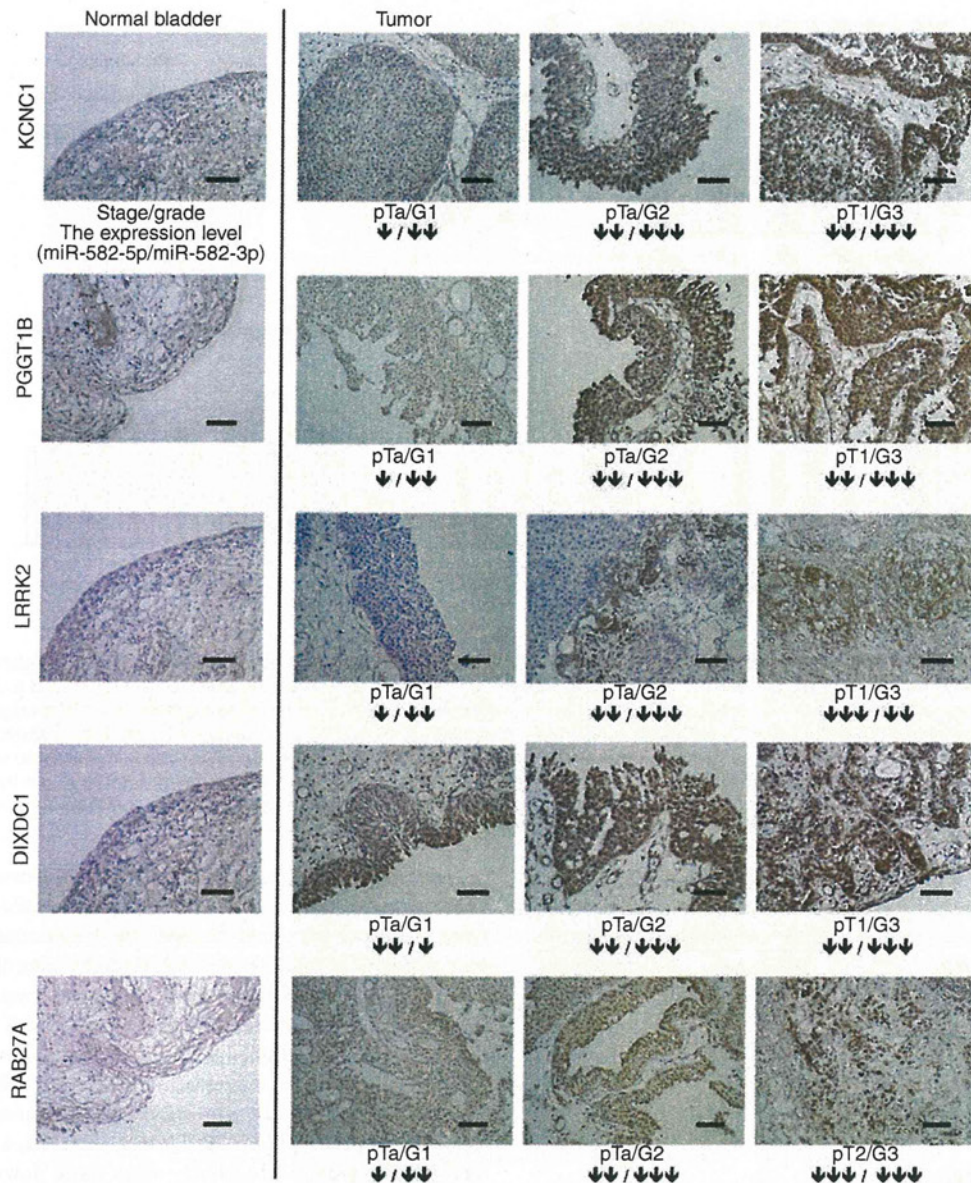 Normal bladder
Tumor
KCNC1
Stage/grade
The expression level
(miR-582-5p/miR-582-3p)
pTa/G1
pTa/G2
pT1/G3
↓/↓↓
↓↓/↓↓↓
↓↓/↓↓↓
PGGT1B
pTa/G1
pTa/G2
pT1/G3
↓/↓↓
↓↓/↓↓↓
↓↓/↓↓↓
LRRK2
pTa/G1
pTa/G2
pT1/G3
↓/↓↓
↓↓/↓↓↓
↓↓↓/↓↓
DIXDC1
pTa/G1
pTa/G2
pT1/G3
↓↓/↓
↓↓/↓↓↓
↓↓/↓↓↓
RAB27A
pTa/G1
pTa/G2
pT2/G3
↓/↓↓
↓↓/↓↓↓
↓↓↓/↓↓↓